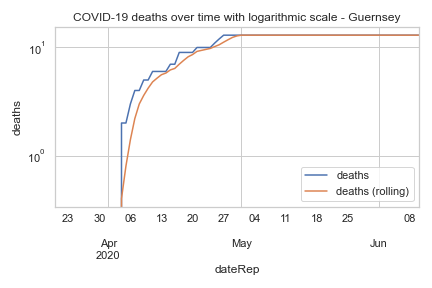 COVID-19 deaths over time with logarithmic scale - Guernsey
10¹
10⁰
deaths
deaths
deaths (rolling)
23 30 06 13 20 27 04 11 18 25 08
Apr May Jun
2020
dateRep